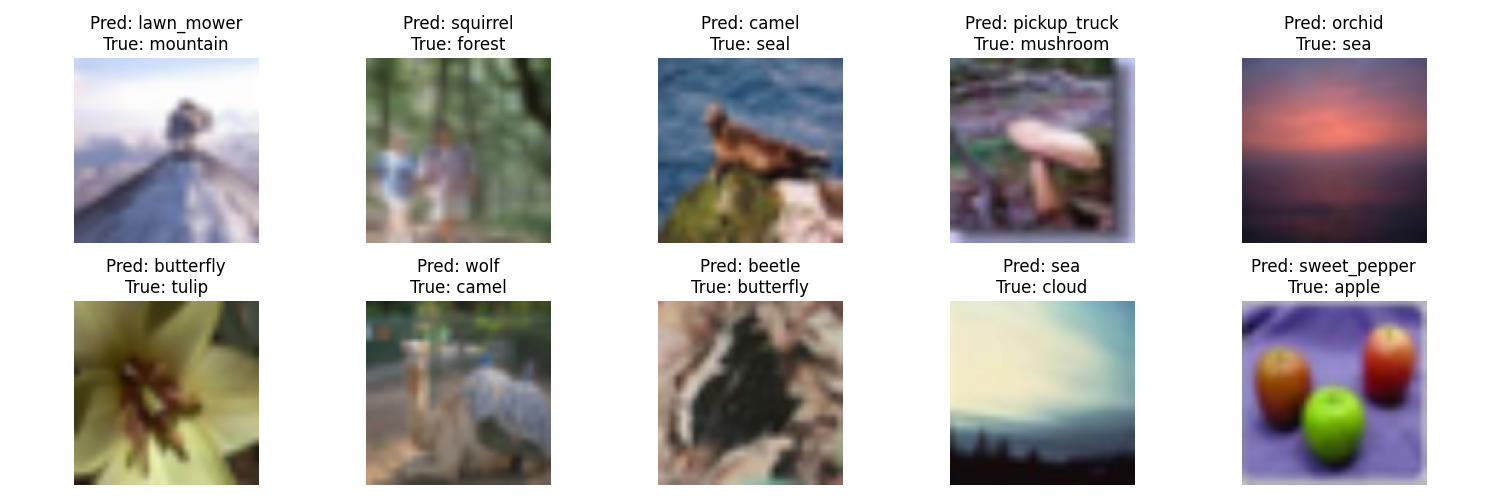 Pred: lawn_mower
True: mountain
Pred: squirrel
True: forest
Pred: camel
True: seal
Pred: pickup_truck
True: mushroom
Pred: orchid
True: sea
Pred: butterfly
True: tulip
Pred: wolf
True: camel
Pred: beetle
True: butterfly
Pred: sea
True: cloud
Pred: sweet_pepper
True: apple